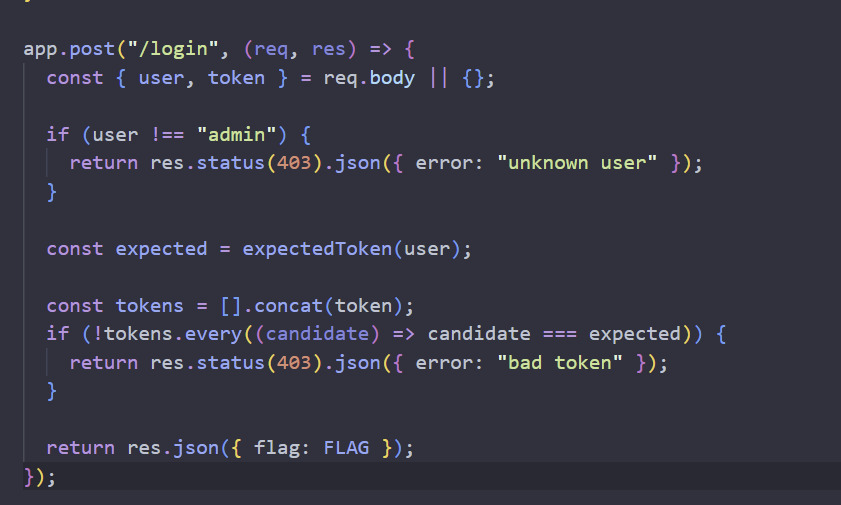 app.post("/login", (req, res) => {
  const { user, token } = req.body || {};

  if (user !== "admin") {
    return res.status(403).json({ error: "unknown user" });
  }

  const expected = expectedToken(user);

  const tokens = [].concat(token);
  if (!tokens.every((candidate) => candidate === expected)) {
    return res.status(403).json({ error: "bad token" });
  }

  return res.json({ flag: FLAG });
});